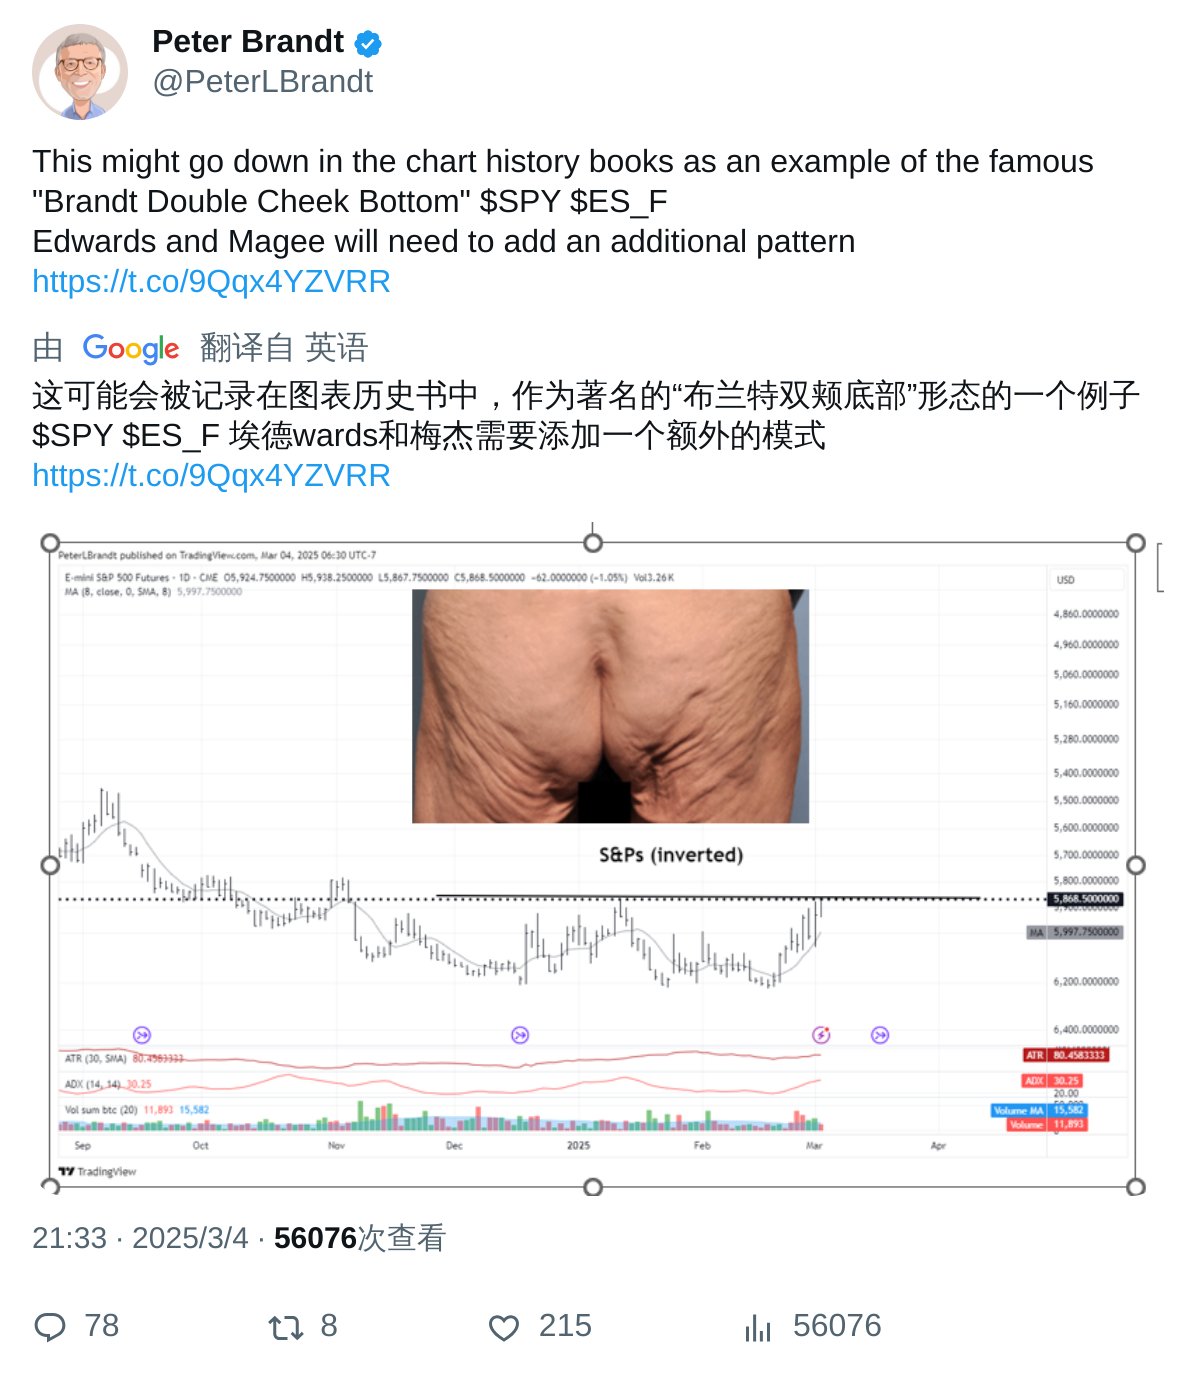 Peter Brandt
@PeterLBrandt
This might go down in the chart history books as an example of the famous
"Brandt Double Cheek Bottom" $SPY $ES_F
Edwards and Magee will need to add an additional pattern
https://t.co/9Qqx4YZVRR
由 Google 翻译自 英语
这可能会被记录在图表历史书中，作为著名的“布兰特双颊底部”形态的一个例子
$SPY $ES_F 埃德wards和梅杰需要添加一个额外的模式
https://t.co/9Qqx4YZVRR
PeterLBrandt published on TradingView.com, Mar 04, 2025 06:30 UTC-7
E-mini S&P 500 Futures · 1D · CME O5,924.7500000 H5,938.2500000 L5,867.7500000 C5,868.5000000 −62.0000000 (−1.05%) Vol3.26K
MA (8, close, 0, SMA, 8) 5,997.7500000
USD
4,860.0000000
4,960.0000000
5,060.0000000
5,160.0000000
5,280.0000000
5,400.0000000
5,500.0000000
5,600.0000000
S&Ps (inverted)
5,700.0000000
5,800.0000000
5,868.5000000
MA 5,997.7500000
6,200.0000000
6,400.0000000
ATR (30, SMA) 80.4583333
ATR 80.4583333
ADX (14, 14) 30.25
ADX 30.25
20.00
Vol sum btc (20) 11,893 15,582
Volume MA 15,582
Volume 11,893
Sep Oct Nov Dec 2025 Feb Mar Apr
TradingView
21:33 · 2025/3/4 · 56076次查看
78 8 215 56076